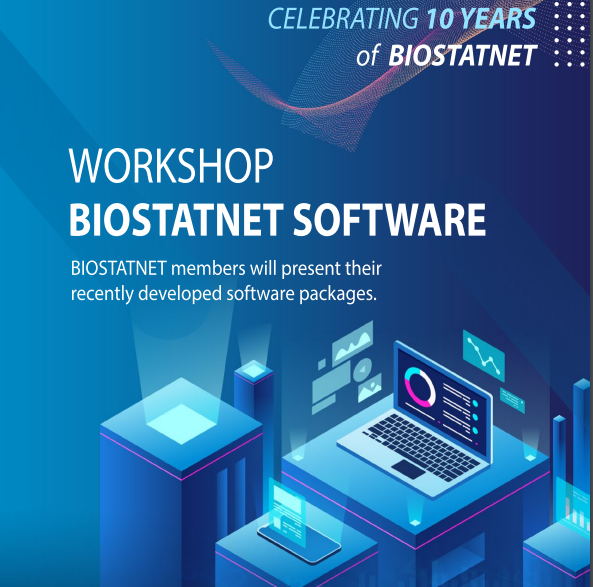 CELEBRATING 10 YEARS
of BIOSTATNET
WORKSHOP
BIOSTATNET SOFTWARE
BIOSTATNET members will present their
recently developed software packages.